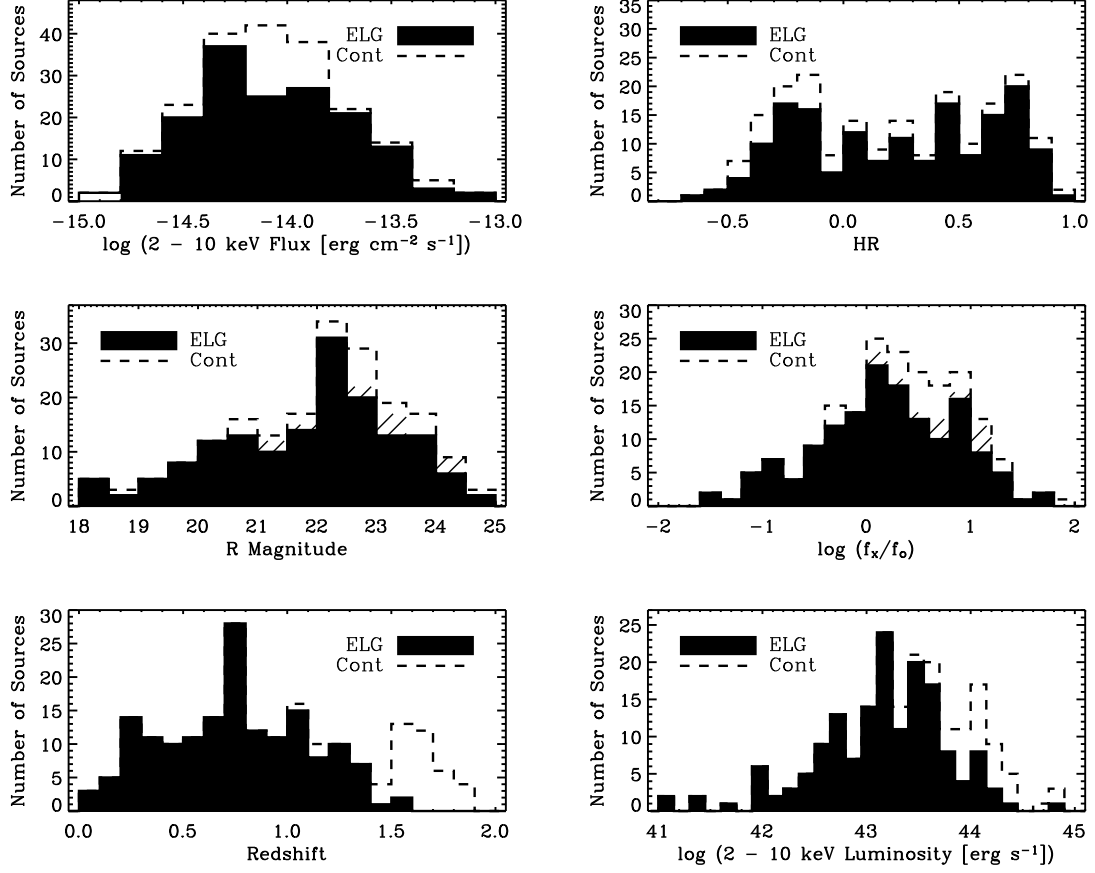 Number of Sources
40
30
20
10
0
ELG
Cont
−15.0 −14.5 −14.0 −13.5 −13.0
log (2 − 10 keV Flux [erg cm⁻² s⁻¹])
Number of Sources
35
30
25
20
15
10
5
0
ELG
Cont
−0.5 0.0 0.5 1.0
HR
Number of Sources
30
20
10
0
ELG
Cont
18 19 20 21 22 23 24 25
R Magnitude
Number of Sources
30
25
20
15
10
5
0
ELG
Cont
−2 −1 0 1 2
log (fₓ/fₒ)
Number of Sources
30
25
20
15
10
5
0
ELG
Cont
0.0 0.5 1.0 1.5 2.0
Redshift
Number of Sources
25
20
15
10
5
0
ELG
Cont
41 42 43 44 45
log (2 − 10 keV Luminosity [erg s⁻¹])